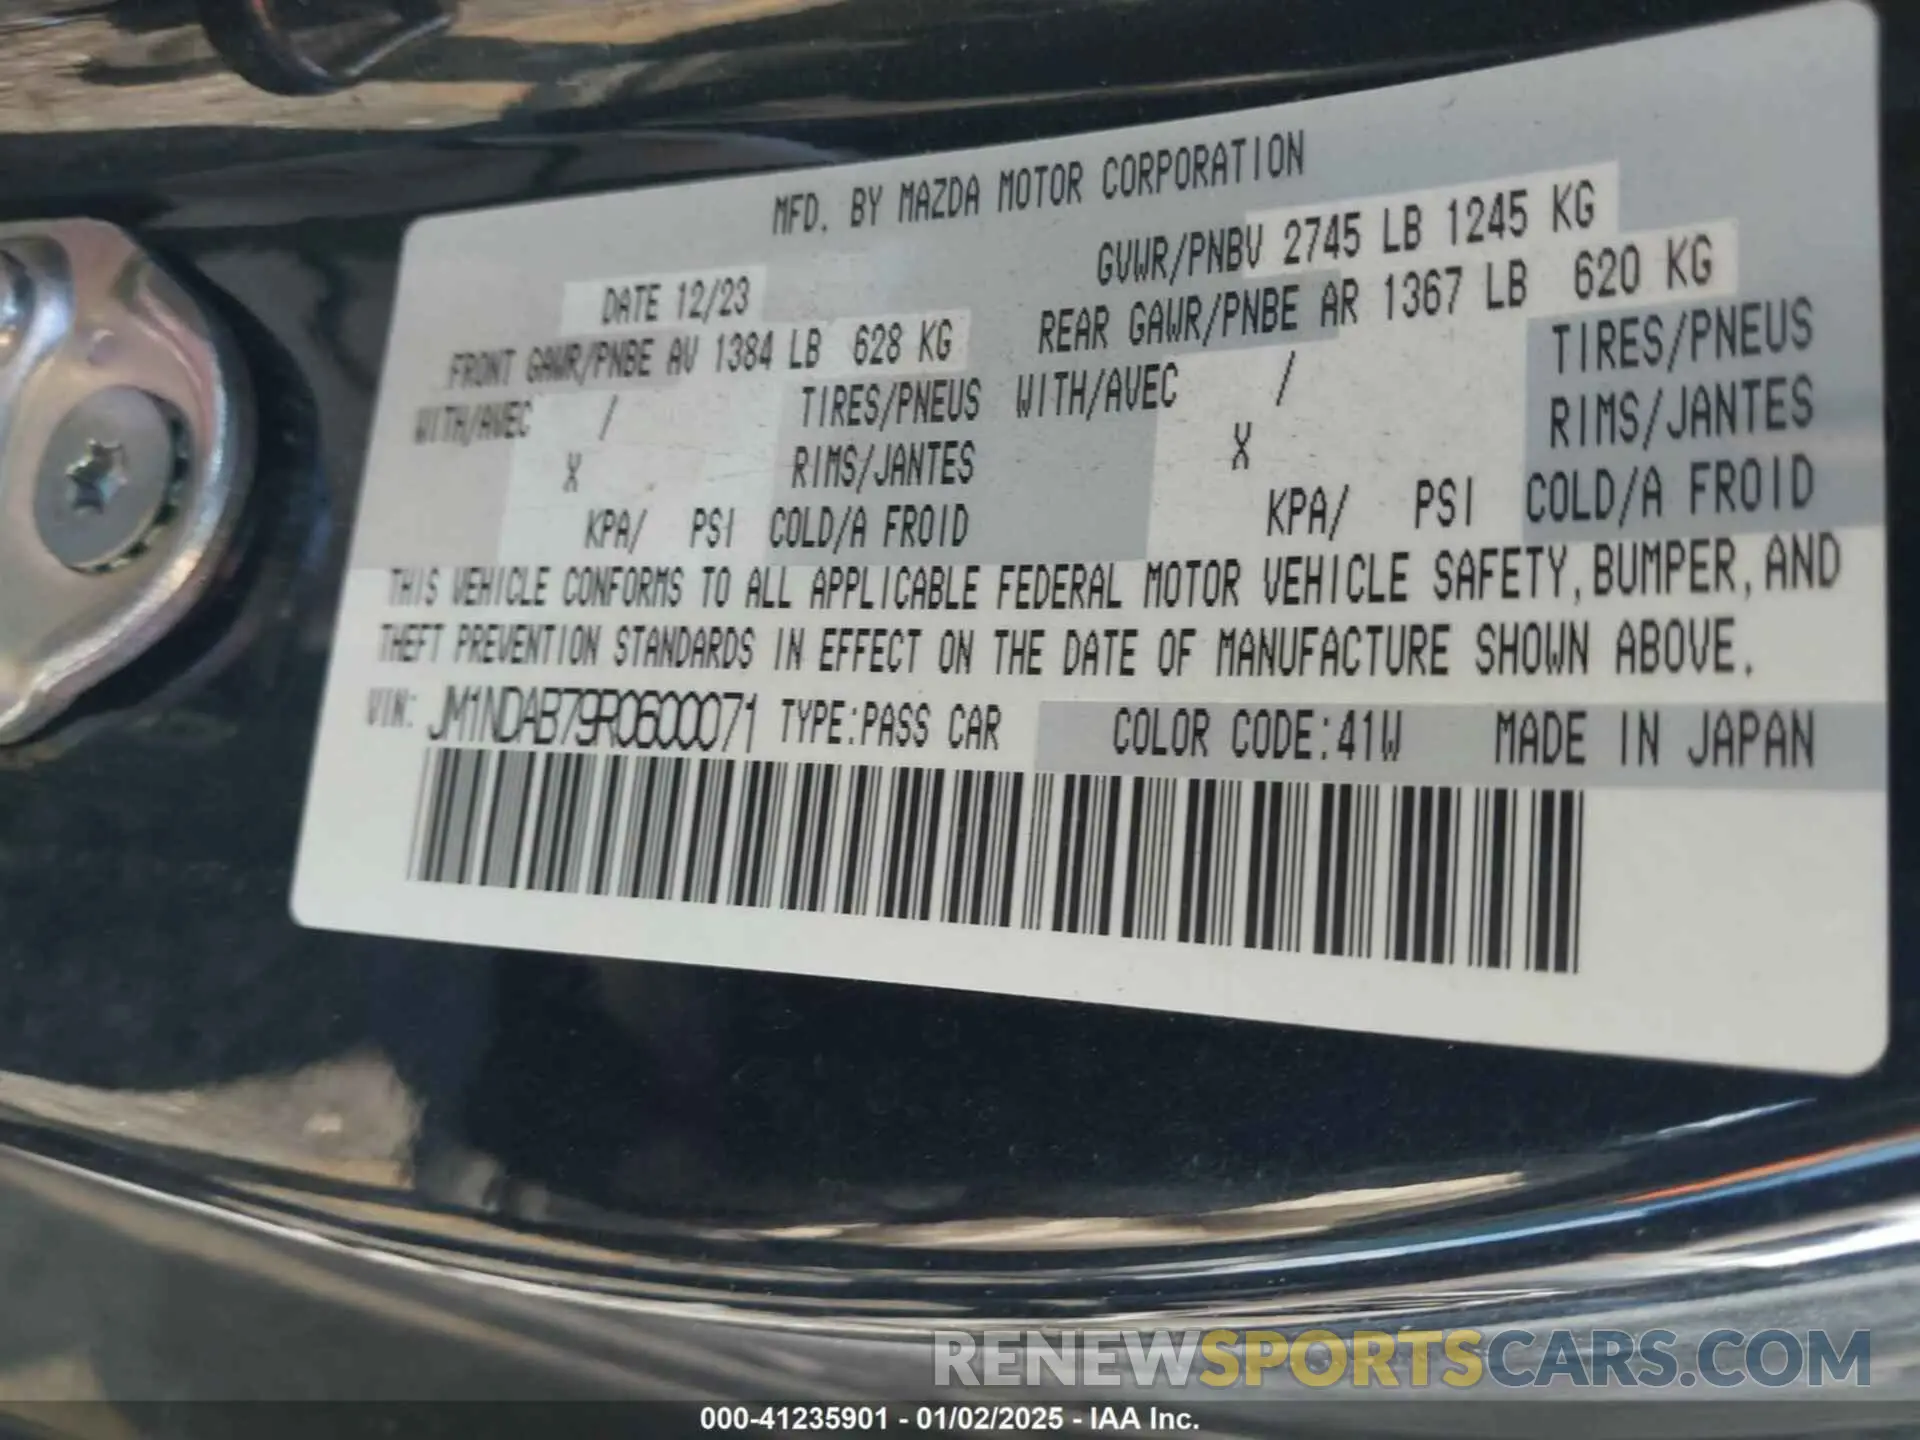 MFD. BY MAZDA MOTOR CORPORATION
DATE 12/23 GVWR/PNBV 2745 LB 1245 KG
FRONT GAWR/PNBE AV 1384 LB 628 KG REAR GAWR/PNBE AR 1367 LB 620 KG
WITH/AVEC / TIRES/PNEUS WITH/AVEC / TIRES/PNEUS
X RIMS/JANTES X RIMS/JANTES
KPA/ PSI COLD/A FROID KPA/ PSI COLD/A FROID
THIS VEHICLE CONFORMS TO ALL APPLICABLE FEDERAL MOTOR VEHICLE SAFETY, BUMPER, AND
THEFT PREVENTION STANDARDS IN EFFECT ON THE DATE OF MANUFACTURE SHOWN ABOVE.
VIN: JM1NDAB79R0600071 TYPE:PASS CAR COLOR CODE:41W MADE IN JAPAN
RENEWSPORTSCARS.COM
000-41235901 - 01/02/2025 - IAA Inc.